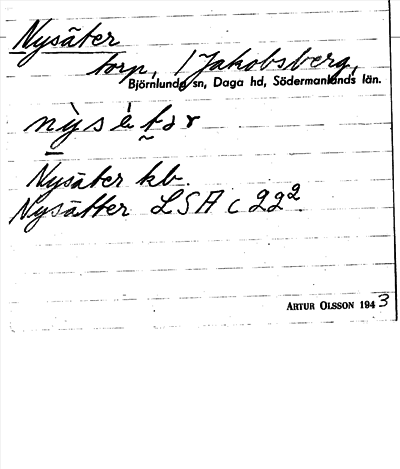 Nysäter
torp, / Jakobsberg,
Björnlunda sn, Daga hd, Södermanlands län.
Nysäter kb.
Nysätter LSA c 22²
ARTUR OLSSON 1943